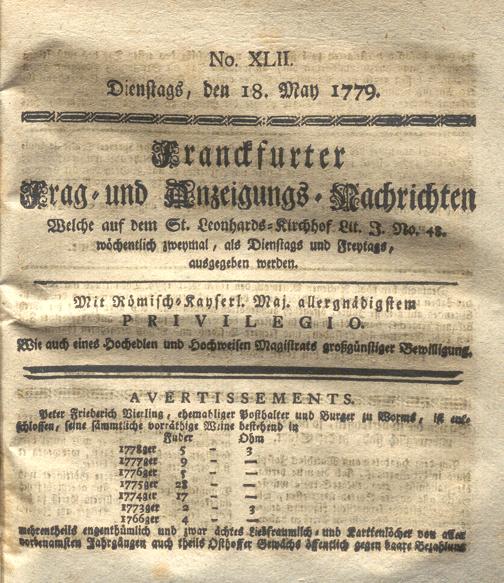 No. XLII.
Dienstags, den 18. May 1779.
Franckfurter
Frag- und Anzeigungs-Nachrichten
Welche auf dem St. Leonhards-Kirchhof Lit. J. No. 48.
wöchentlich zweymal, als Dienstags und Freytags,
ausgegeben werden.
Mit Römisch-Kayserl. Maj. allergnädigstem
PRIVILEGIO.
Wie auch eines Hochedlen und Hochweisen Magistrats großgünstiger Bewilligung.
AVERTISSEMENTS.
Peter Friederich Bierling, ehemahliger Posthalter und Burger zu Worms, ist ent-
schlossen, seine sämmtliche vorräthige Weine bestehend in
Fuder Ohm
1778ger 5 - 3
1777ger 9 - —
1776ger 5 - —
1775ger 28 - —
1774ger 17 - —
1773ger 2 - 3
1766ger 4 - —
mehrentheils engenthümlich und zwar ächtes Liebfraumilch- und Kartkenlöcher von allen
vorbenamsten Jahrgängen auch theils Osthoffer Gewächs öffentlich gegen baare Bezahlung